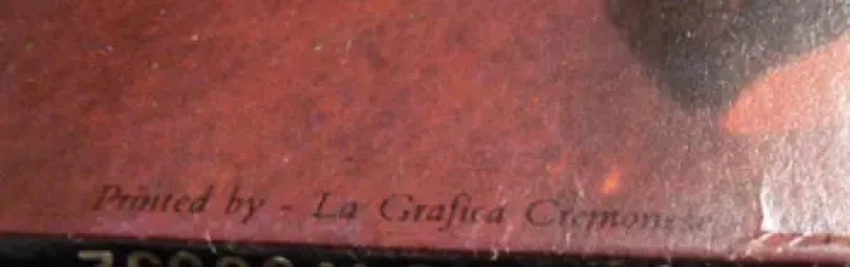 Printed by - La Grafica Cremonese